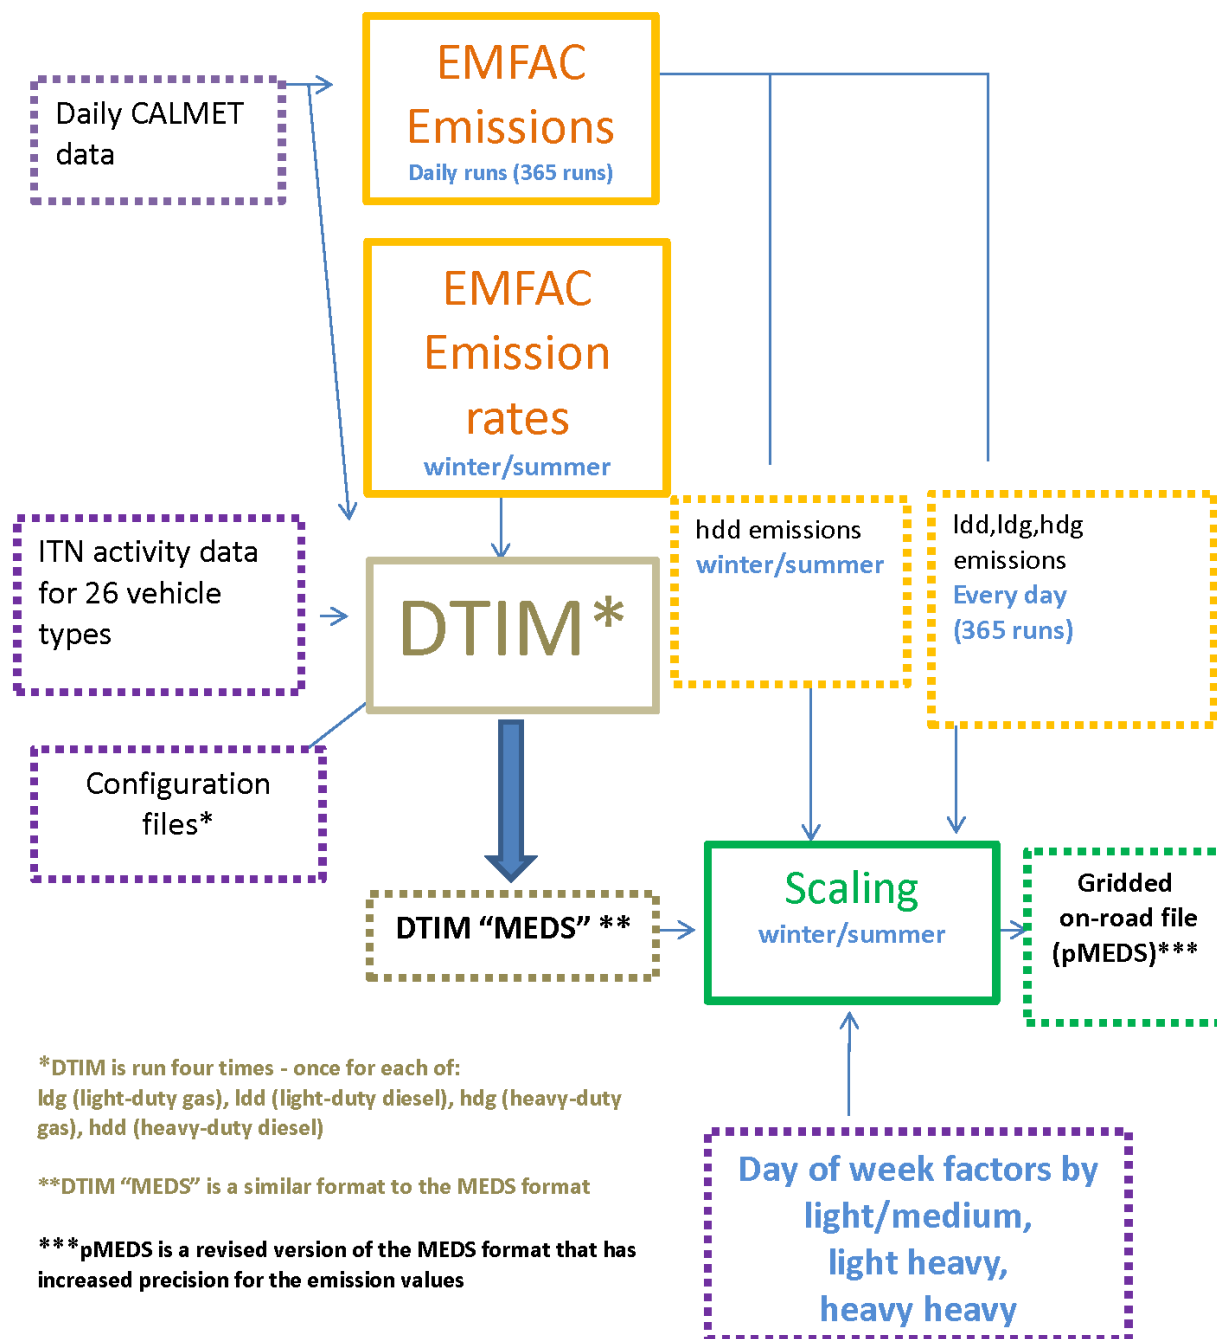 Daily CALMET
data
EMFAC
Emissions
Daily runs (365 runs)
EMFAC
Emission
rates
winter/summer
ITN activity data
for 26 vehicle
types
DTIM*
hdd emissions
winter/summer
ldd,ldg,hdg
emissions
Every day
(365 runs)
Configuration
files*
DTIM “MEDS” **
Scaling
winter/summer
Gridded
on-road file
(pMEDS)***
*DTIM is run four times - once for each of:
ldg (light-duty gas), ldd (light-duty diesel), hdg (heavy-duty
gas), hdd (heavy-duty diesel)
**DTIM “MEDS” is a similar format to the MEDS format
***pMEDS is a revised version of the MEDS format that has
increased precision for the emission values
Day of week factors by
light/medium,
light heavy,
heavy heavy